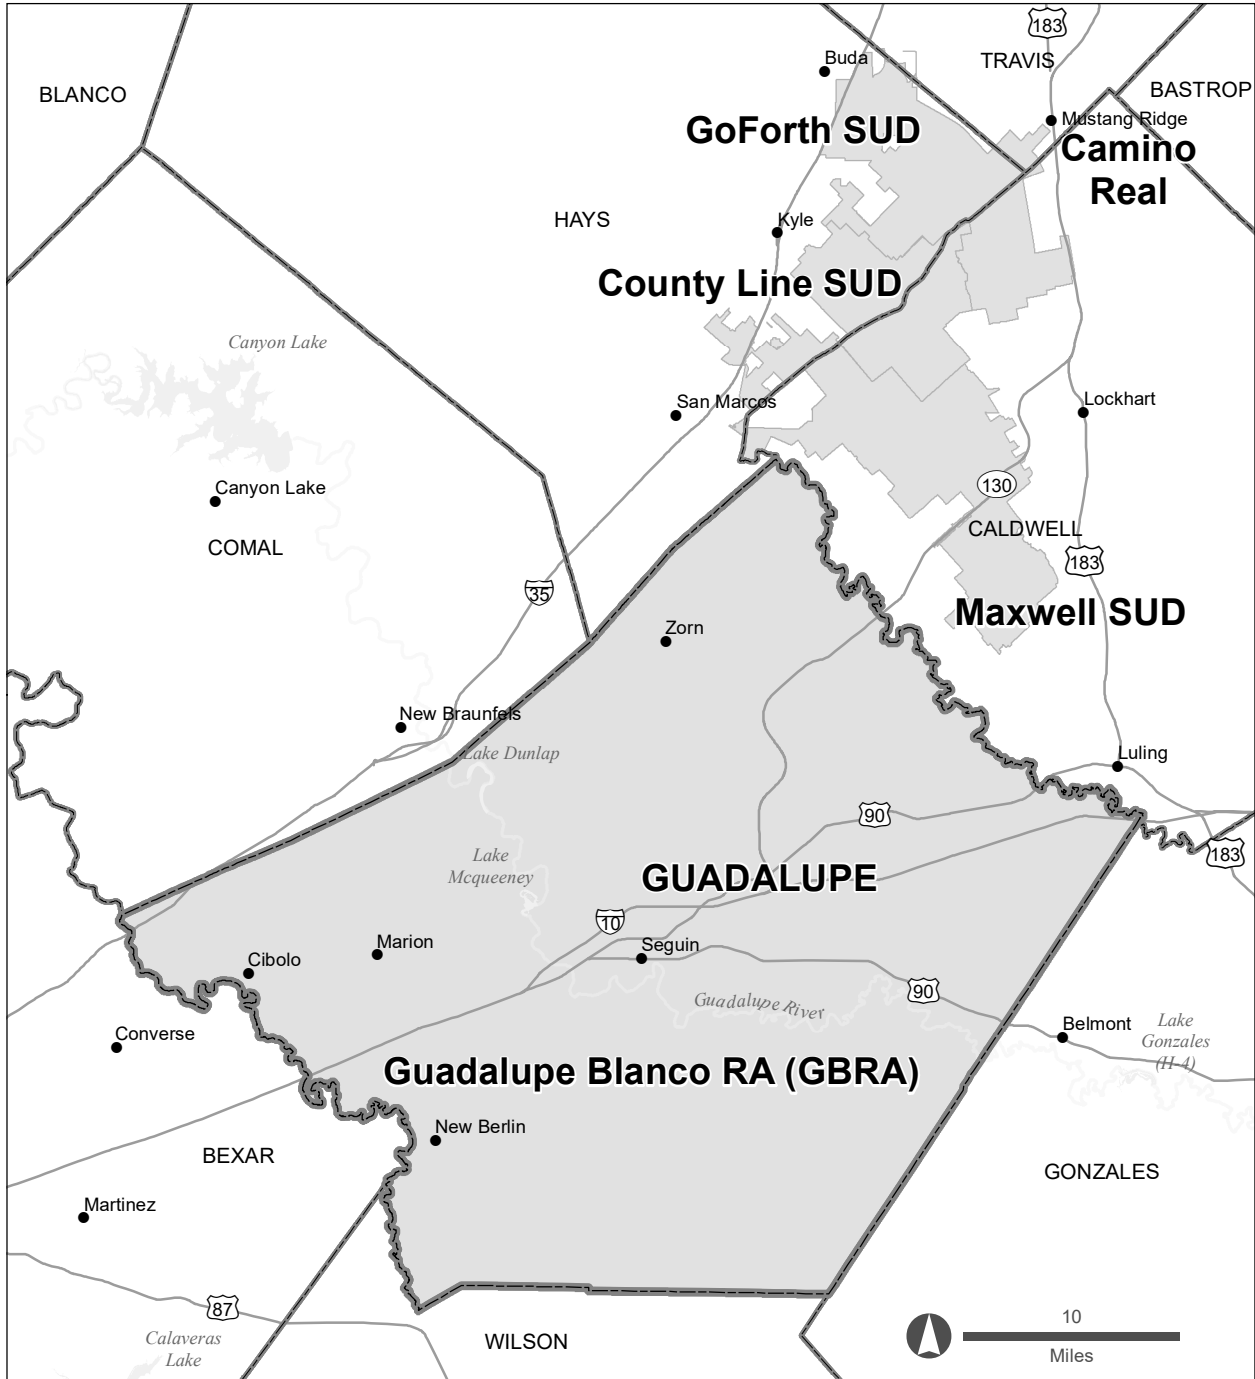 183
TRAVIS
Buda
BLANCO
BASTROP
Mustang Ridge
GoForth SUD
Camino
Real
HAYS
Kyle
County Line SUD
Canyon Lake
San Marcos
Lockhart
Canyon Lake
130
CALDWELL
COMAL
183
35
Maxwell SUD
Zorn
New Braunfels
Lake Dunlap
Luling
90
183
Lake
Mcqueeney
GUADALUPE
10
Marion
Seguin
Cibolo
90
Guadalupe River
Converse
Belmont
Lake
Gonzales
(H-4)
Guadalupe Blanco RA (GBRA)
New Berlin
BEXAR
GONZALES
Martinez
87
10
Calaveras
Lake
WILSON
Miles